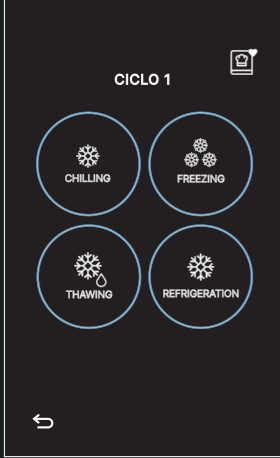 CICLO 1
CHILLING
FREEZING
THAWING
REFRIGERATION